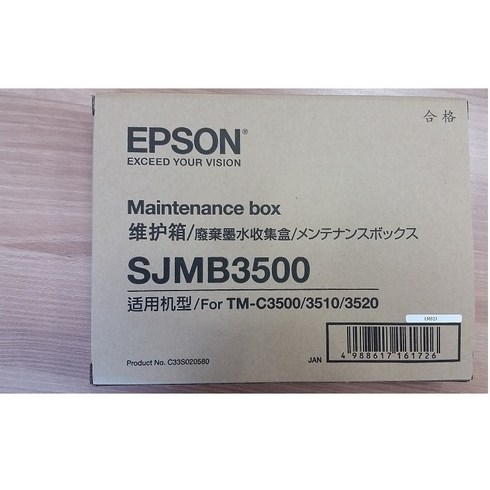 合格
EPSON®
EXCEED YOUR VISION
Maintenance box
维护箱/廢棄墨水收集盒/メンテナンスボックス
SJMB3500
适用机型/For TM-C3500/3510/3520
Product No. C33S020580
JAN
4 988617 161726